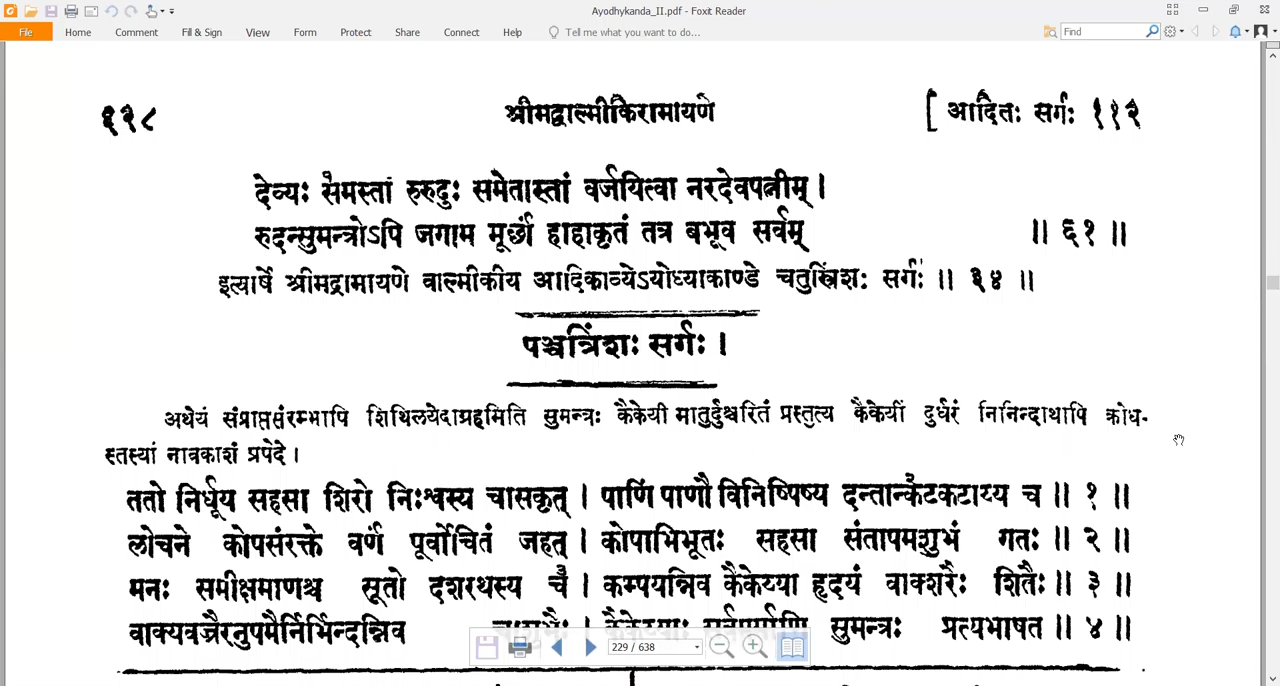 Ayodhykanda_II.pdf - Foxit Reader
File Home Comment Fill & Sign View Form Protect Share Connect Help Tell me what you want to do... Find
३२८ श्रीमद्वाल्मीकिरामायणे [ आदितः सर्गः ११२
देव्यः समस्तां रुरुदुः समेतास्तां वर्जयित्वा नरदेवपत्नीम् ।
रुदन्सुमन्त्रोऽपि जगाम मूर्छां हाहाकृतं तत्र बभूव सर्वम् ॥ ६१ ॥
इत्यार्षे श्रीमद्रामायणे वाल्मीकीय आदिकाव्येऽयोध्याकाण्डे चतुस्त्रिंशः सर्गः ॥ ३४ ॥
पञ्चत्रिंशः सर्गः ।
अथेयं संप्राप्तसंरम्भापि शिथिलयेदाग्रहमिति सुमन्त्रः कैकेयी मातुर्दुश्चरितं प्रस्तुत्य कैकेयीं दुर्धरं निनिन्दाथापि क्रोध-
स्तस्यां नावकाशं प्रपेदे ।
ततो निर्धूय सहसा शिरो निःश्वस्य चासकृत् । पाणिं पाणौ विनिष्पिष्य दन्तान्कटकटाय्य च ॥ १ ॥
लोचने कोपसंरक्ते वर्णं पूर्वोचितं जहत् । कोपाभिभूतः सहसा संतापमशुभं गतः ॥ २ ॥
मनः समीक्षमाणश्च सूतो दशरथस्य च । कम्पयन्निव कैकेय्या हृदयं वाक्शरैः शितैः ॥ ३ ॥
वाक्यवज्रैरनुपमैर्निर्भिन्दन्निव । कैकेय्याः सुमन्त्रः प्रत्यभाषत ॥ ४ ॥
229 / 638